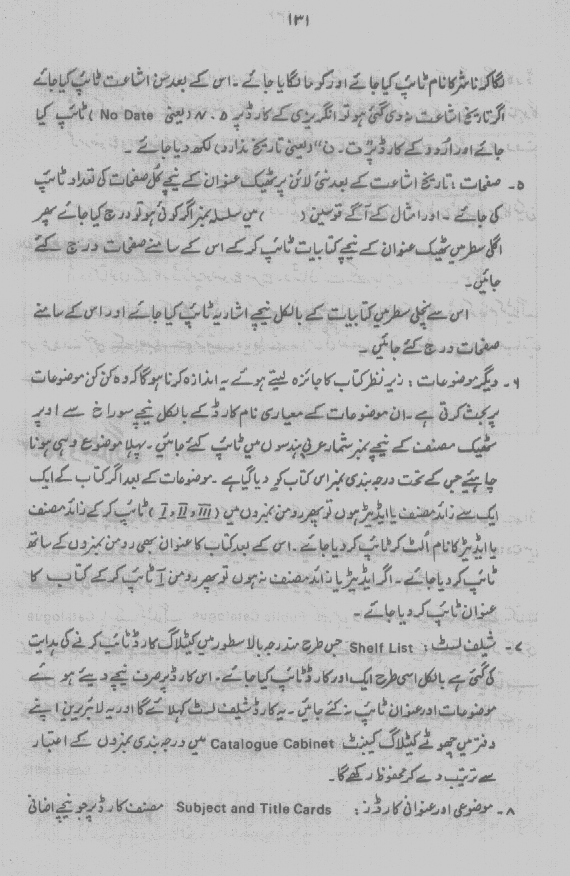 ۱۳۱
لگا کر ناشر کا نام ٹائپ کیا جائے اور کوما لگایا جائے ۔ اس کے بعد سن اشاعت ٹائپ کیا جائے
اگر تاریخ اشاعت نہ دی گئی ہو تو انگریزی کے کارڈ پر N. D (یعنی No Date) ٹائپ کیا
جائے اور اردو کے کارڈ پر "ت ۔ ن" (یعنی تاریخ ندارد) لکھ دیا جائے ۔
۵ ۔ صفحات : تاریخ اشاعت کے بعد نئی لائن پر ٹھیک عنوان کے نیچے کُل صفحات کی تعداد ٹائپ
کی جائے ۔ اور اشکال کے آگے قوسین ( ) میں سلسلہ نمبر اگر کوئی ہو تو درج کیا جائے پھر
اگلی سطر میں ٹھیک عنوان کے نیچے کتابیات ٹائپ کر کے اس کے سامنے صفحات درج کئے
جائیں ۔
اس سے نچلی سطر میں کتابیات کے بالکل نیچے اشاریہ ٹائپ کیا جائے اور اس کے سامنے
صفحات درج کئے جائیں ۔
۶ ۔ دیگر موضوعات : زیر نظر کتاب کا جائزہ لیتے ہوئے یہ اندازہ کرنا ہوگا کہ وہ کن کن موضوعات
پر بحث کرتی ہے ۔ ان موضوعات کے معیاری نام کارڈ کے بالکل نیچے سوراخ سے اوپر
ٹھیک مصنف کے نیچے نمبر شمار عربی ہندسوں میں ٹائپ کیئے جائیں ۔ پہلا موضوع وہی ہونا
چاہیئے جس کے تحت درجہ بندی نمبر اس کتاب کو دیا گیا ہے ۔ موضوعات کے بعد اگر کتاب کے ایک
ایک سے زائد مصنف یا ایڈیٹر ہوں تو پھر رومن نمبروں میں (III و II و I) ٹائپ کر کے زائد مصنف
یا ایڈیٹر کا نام الٹ کر ٹائپ کر دیا جائے ۔ اس کے بعد کتاب کا عنوان بھی رومن نمبروں کے ساتھ
ٹائپ کر دیا جائے ۔ اگر ایڈیٹر یا زائد مصنف نہ ہوں تو پھر رومن I ٹائپ کر کے کتاب کا
عنوان ٹائپ کر دیا جائے ۔
۷ ۔ شیلف لسٹ : Shelf List جس طرح مندرجہ بالا سطور میں کیٹلاگ کارڈ ٹائپ کرنے کی ہدایت
کی گئی ہے بالکل اسی طرح ایک اور کارڈ ٹائپ کیا جائے ۔ اس کارڈ پر صرف نیچے دیئے ہوئے
موضوعات اور عنوان ٹائپ نہ کئے جائیں ۔ یہ کارڈ شیلف لسٹ کہلائے گا اور یہ لائبریرین اپنے
دفتر میں چھوٹے کیٹلاگ کیبنٹ Catalogue Cabinet میں درجہ بندی نمبروں کے اعتبار
سے ترتیب دے کر محفوظ رکھے گا ۔
۸ ۔ موضوعی اور عنوانی کارڈز : Subject and Title Cards مصنف کارڈ پر جو نیچے اضافی